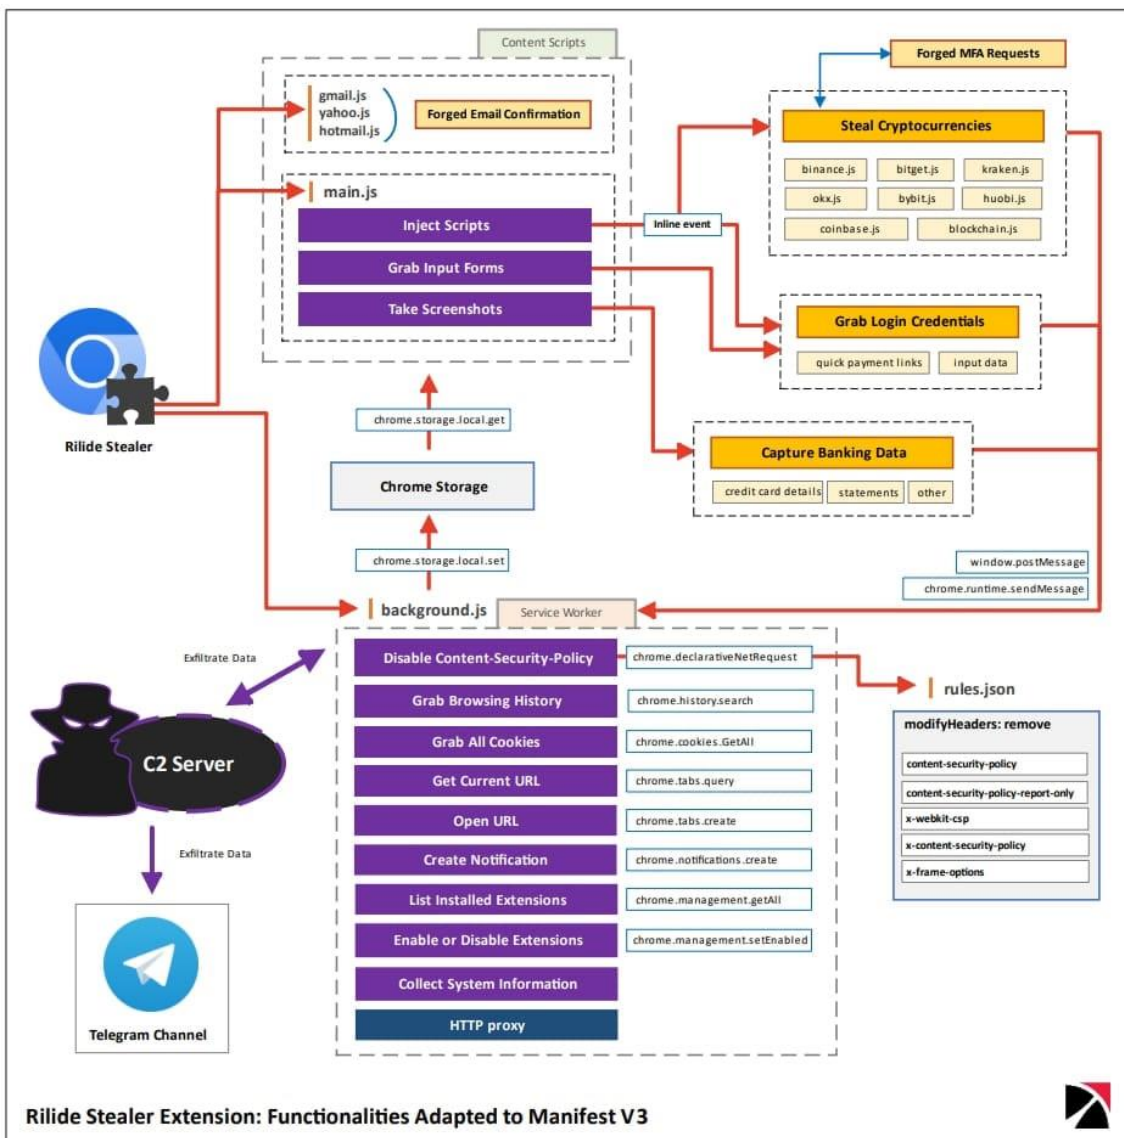 Content Scripts
gmail.js
yahoo.js
hotmail.js
Forged Email Confirmation
main.js
Inject Scripts
Grab Input Forms
Take Screenshots
Inline event
Forged MFA Requests
Steal Cryptocurrencies
binance.js
bitget.js
kraken.js
okx.js
bybit.js
huobi.js
coinbase.js
blockchain.js
Grab Login Credentials
quick payment links
input data
Capture Banking Data
credit card details
statements
other
Rilide Stealer
chrome.storage.local.get
Chrome Storage
chrome.storage.local.set
window.postMessage
chrome.runtime.sendMessage
background.js
Service Worker
Disable Content-Security-Policy
chrome.declarativeNetRequest
Grab Browsing History
chrome.history.search
Grab All Cookies
chrome.cookies.GetAll
Get Current URL
chrome.tabs.query
Open URL
chrome.tabs.create
Create Notification
chrome.notifications.create
List Installed Extensions
chrome.management.getAll
Enable or Disable Extensions
chrome.management.setEnabled
Collect System Information
HTTP proxy
rules.json
modifyHeaders: remove
content-security-policy
content-security-policy-report-only
x-webkit-csp
x-content-security-policy
x-frame-options
Exfiltrate Data
C2 Server
Exfiltrate Data
Telegram Channel
Rilide Stealer Extension: Functionalities Adapted to Manifest V3